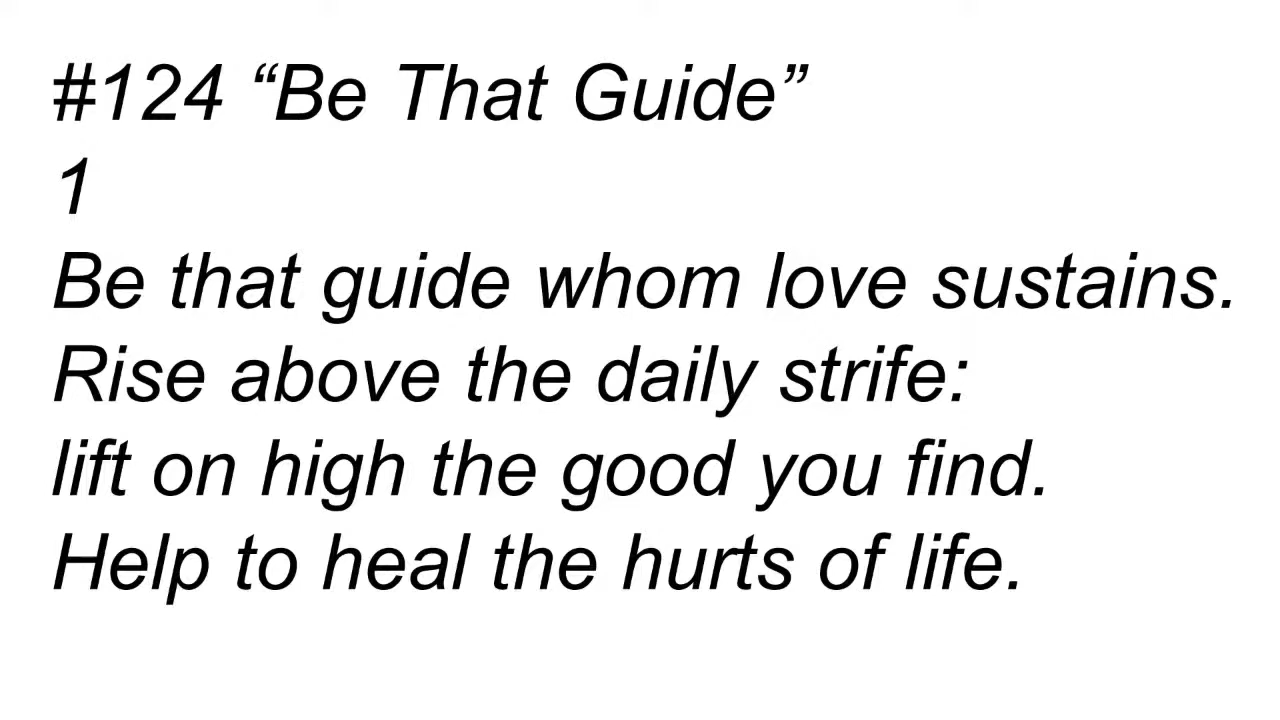 #124 “Be That Guide”
1
Be that guide whom love sustains.
Rise above the daily strife:
lift on high the good you find.
Help to heal the hurts of life.